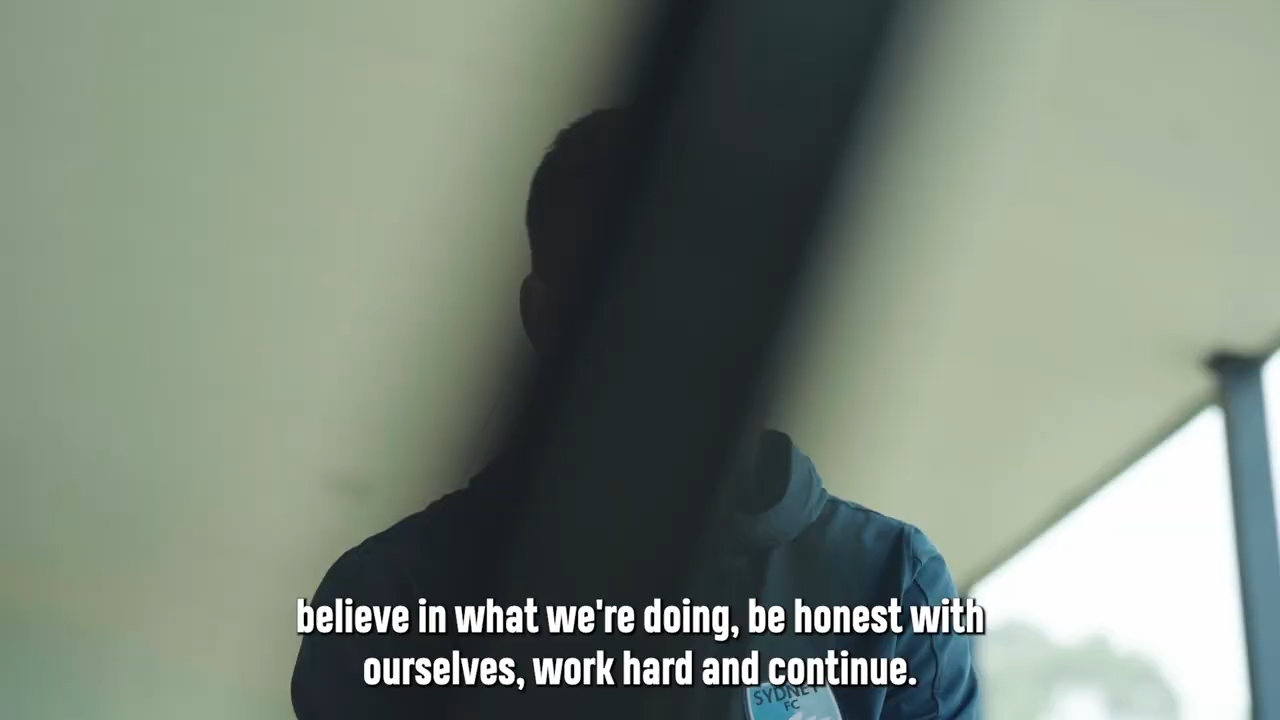 believe in what we're doing, be honest with
ourselves, work hard and continue.
SYDNEY
FC